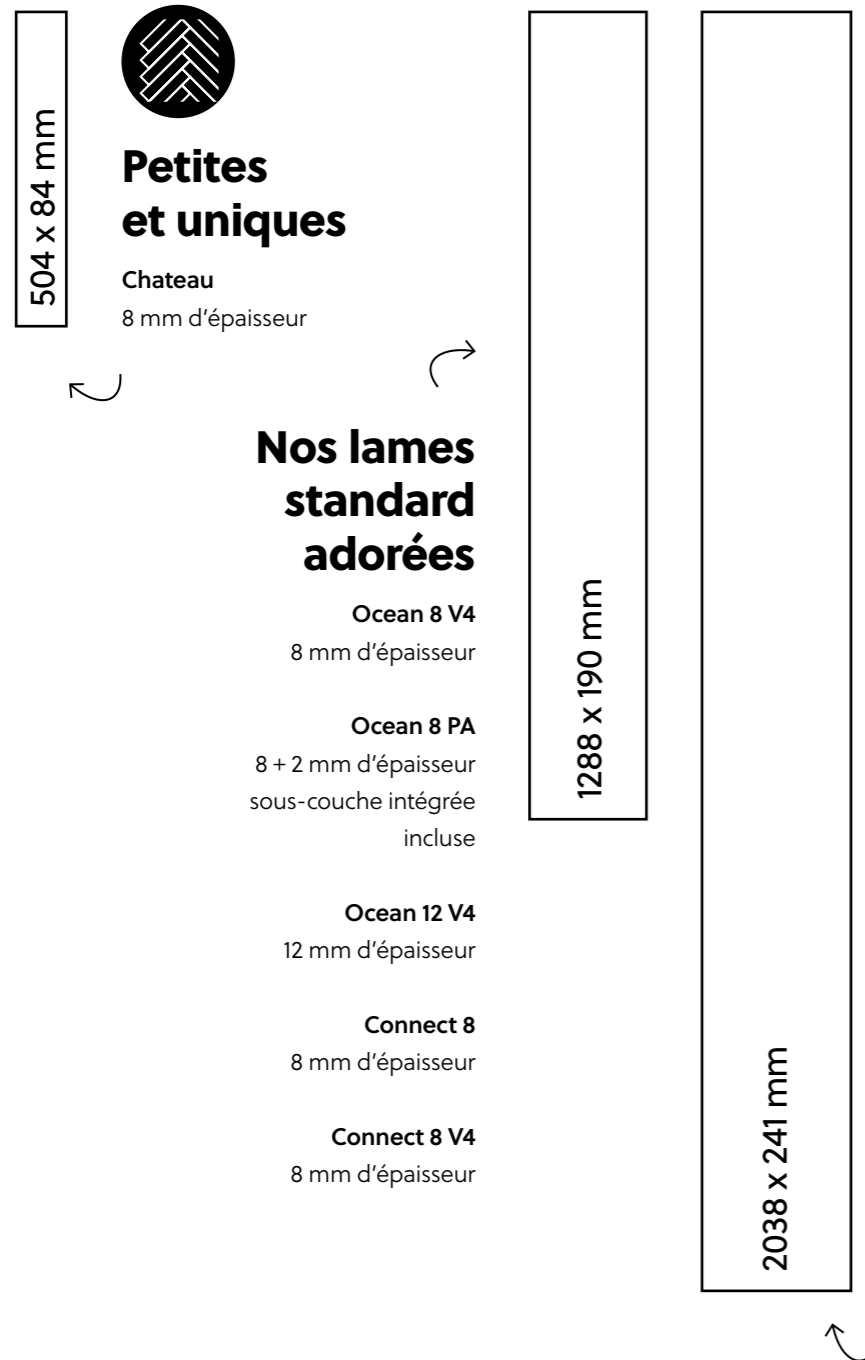 504 x 84 mm
Petites
et uniques
Chateau
8 mm d'épaisseur
Nos lames
standard
adorées
Ocean 8 V4
8 mm d'épaisseur
Ocean 8 PA
8 + 2 mm d'épaisseur
sous-couche intégrée
incluse
Ocean 12 V4
12 mm d'épaisseur
Connect 8
8 mm d'épaisseur
Connect 8 V4
8 mm d'épaisseur
1288 x 190 mm
2038 x 241 mm